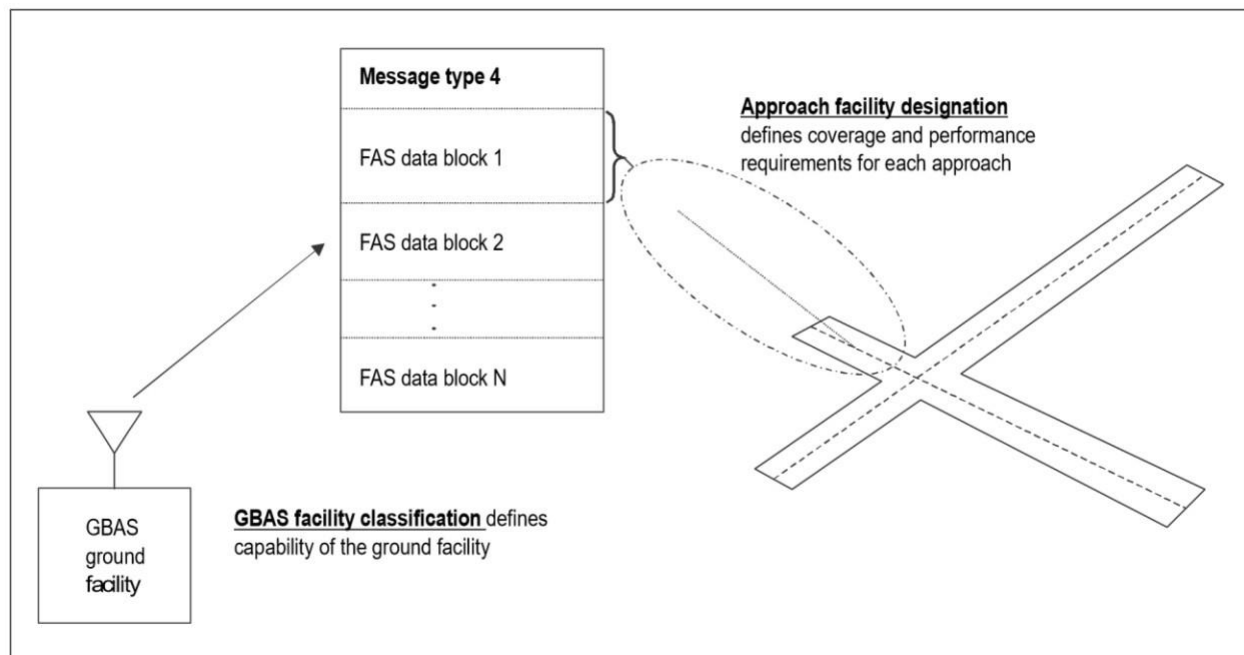 Message type 4
FAS data block 1
FAS data block 2
.
.
.
FAS data block N
Approach facility designation
defines coverage and performance
requirements for each approach
GBAS
ground
facility
GBAS facility classification defines
capability of the ground facility